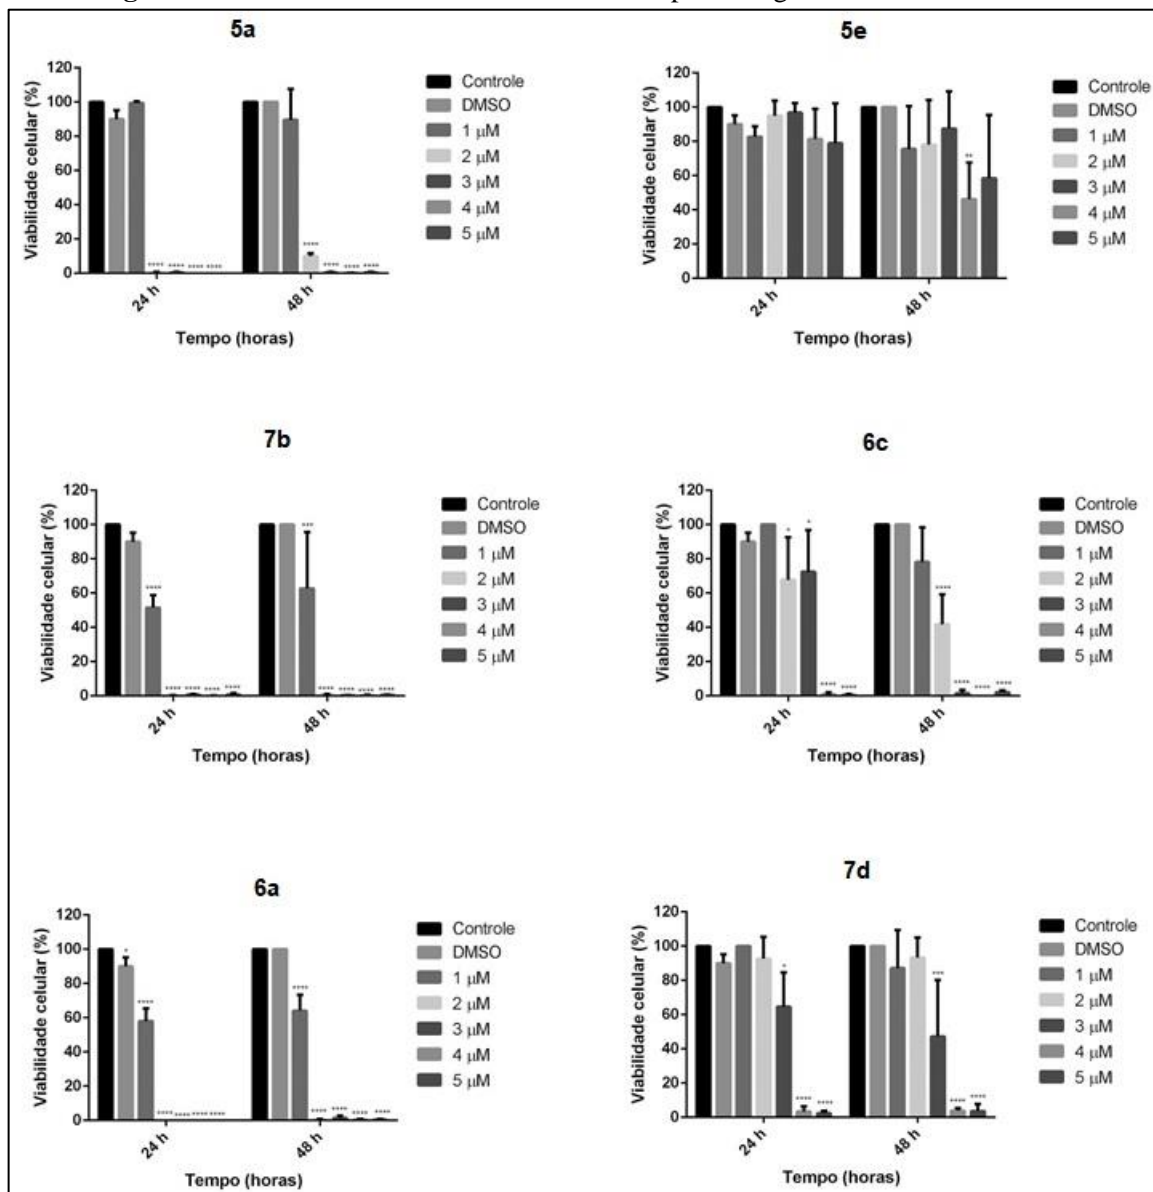 5a
120
100
80
60
40
20
0
Viabilidade celular (%)
**** **** **** ****
**** **** **** ****
24 h
48 h
Tempo (horas)
Controle
DMSO
1 µM
2 µM
3 µM
4 µM
5 µM
5e
120
100
80
60
40
20
0
Viabilidade celular (%)
**
24 h
48 h
Tempo (horas)
Controle
DMSO
1 µM
2 µM
3 µM
4 µM
5 µM
7b
120
100
80
60
40
20
0
Viabilidade celular (%)
**** **** **** **** ****
*** **** **** **** ****
24 h
48 h
Tempo (horas)
Controle
DMSO
1 µM
2 µM
3 µM
4 µM
5 µM
6c
120
100
80
60
40
20
0
Viabilidade celular (%)
* * **** ****
**** **** **** ****
24 h
48 h
Tempo (horas)
Controle
DMSO
1 µM
2 µM
3 µM
4 µM
5 µM
6a
120
100
80
60
40
20
0
Viabilidade celular (%)
* **** **** **** **** ****
**** **** **** **** ****
24 h
48 h
Tempo (horas)
Controle
DMSO
1 µM
2 µM
3 µM
4 µM
5 µM
7d
120
100
80
60
40
20
0
Viabilidade celular (%)
* **** ****
*** **** ****
24 h
48 h
Tempo (horas)
Controle
DMSO
1 µM
2 µM
3 µM
4 µM
5 µM